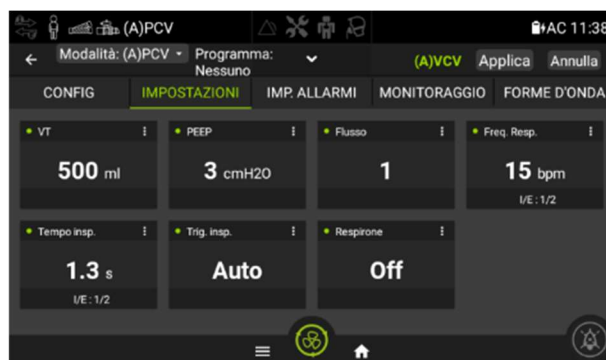 (A)PCV AC 11:38
Modalità: (A)PCV Programma: Nessuno (A)VCV Applica Annulla
CONFIG IMPOSTAZIONI IMP. ALLARMI MONITORAGGIO FORME D'ONDA
VT PEEP Flusso Freq. Resp.
500 ml 3 cmH2O 1 15 bpm
I/E : 1/2
Tempo insp. Trig. insp. Respirone
1.3 s Auto Off
I/E : 1/2